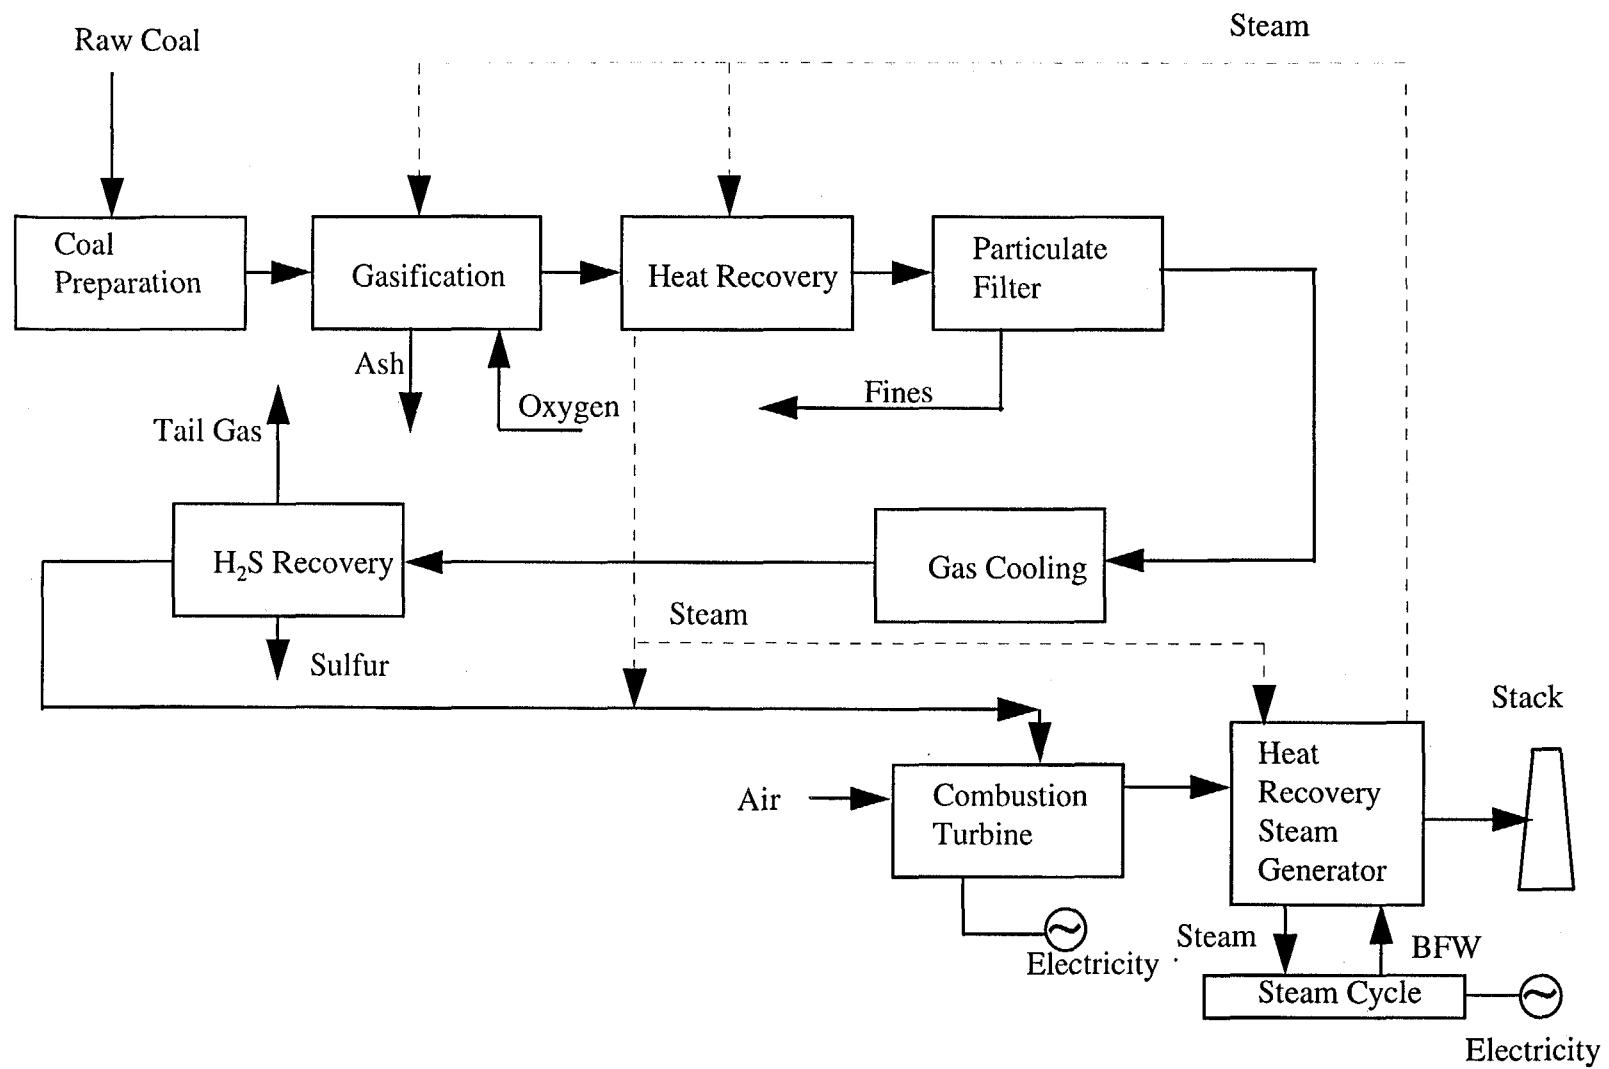 Steam
Raw Coal
Coal
Preparation
Gasification
Heat Recovery
Particulate
Filter
Ash
Oxygen
Fines
Tail Gas
H₂S Recovery
Gas Cooling
Steam
Sulfur
Stack
Air
Combustion
Turbine
Heat
Recovery
Steam
Generator
Electricity
Steam
BFW
Steam Cycle
Electricity